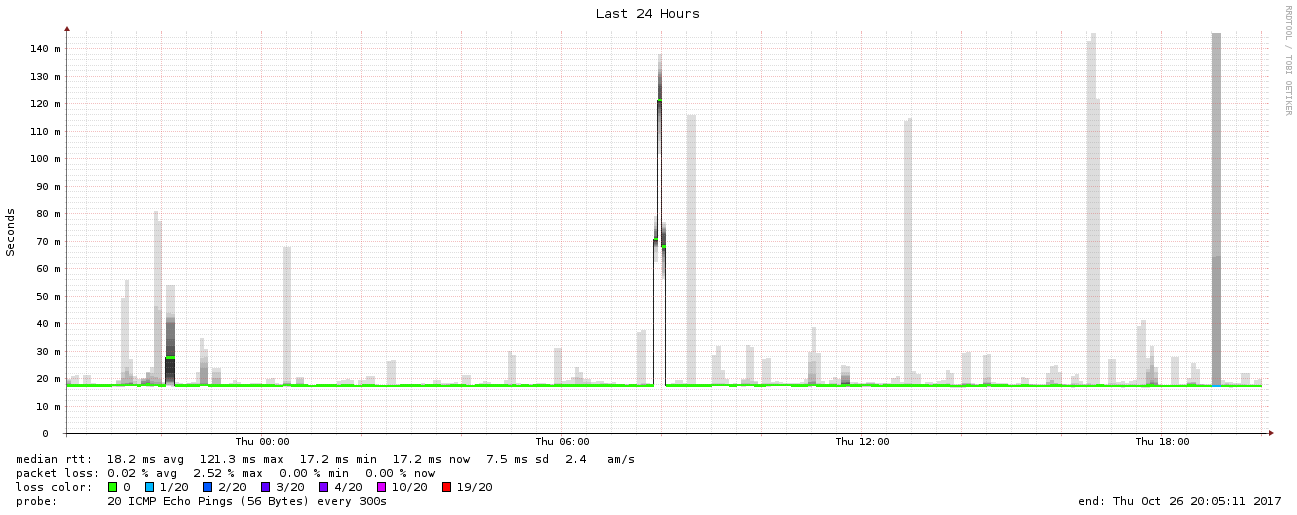 Last 24 Hours
RRDTOOL / TOBI OETIKER
Seconds
140 m
130 m
120 m
110 m
100 m
90 m
80 m
70 m
60 m
50 m
40 m
30 m
20 m
10 m
0
Thu 00:00 Thu 06:00 Thu 12:00 Thu 18:00
median rtt: 18.2 ms avg 121.3 ms max 17.2 ms min 17.2 ms now 7.5 ms sd 2.4 am/s
packet loss: 0.02 % avg 2.52 % max 0.00 % min 0.00 % now
loss color: 0 1/20 2/20 3/20 4/20 10/20 19/20
probe: 20 ICMP Echo Pings (56 Bytes) every 300s end: Thu Oct 26 20:05:11 2017